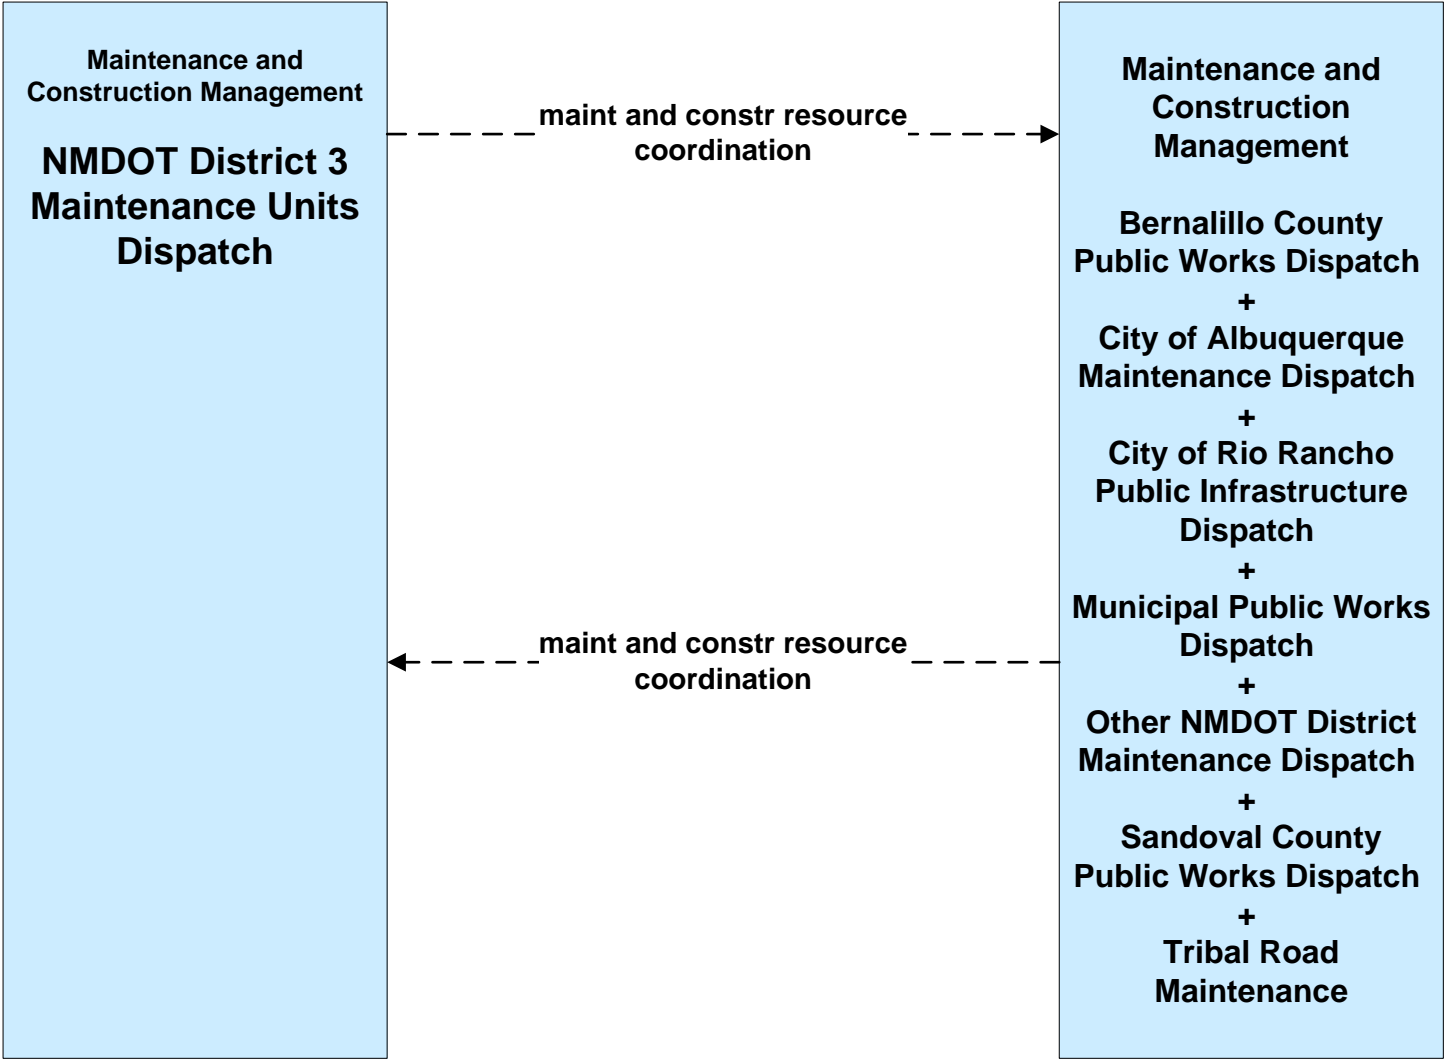 Maintenance and
Construction Management
NMDOT District 3
Maintenance Units
Dispatch
maint and constr resource
coordination
maint and constr resource
coordination
Maintenance and
Construction
Management
Bernalillo County
Public Works Dispatch
+
City of Albuquerque
Maintenance Dispatch
+
City of Rio Rancho
Public Infrastructure
Dispatch
+
Municipal Public Works
Dispatch
+
Other NMDOT District
Maintenance Dispatch
+
Sandoval County
Public Works Dispatch
+
Tribal Road
Maintenance